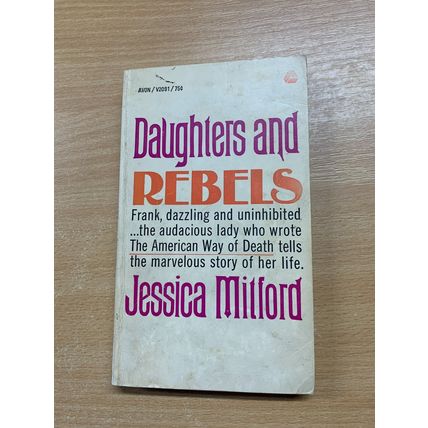 AVON/V2091/75¢
Daughters and
REBELS
Frank, dazzling and uninhibited
...the audacious lady who wrote
The American Way of Death tells
the marvelous story of her life.
Jessica Mitford